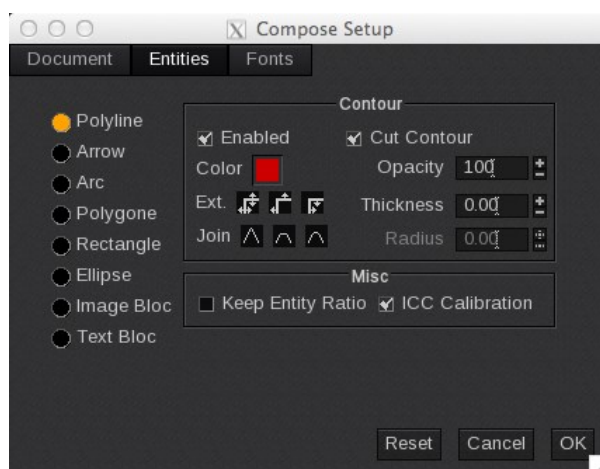 Compose Setup
Document Entities Fonts
Polyline
Arrow
Arc
Polygone
Rectangle
Ellipse
Image Bloc
Text Bloc
Contour
Enabled Cut Contour
Color Opacity 100
Ext. Thickness 0.00
Join Radius 0.00
Misc
Keep Entity Ratio ICC Calibration
Reset Cancel OK